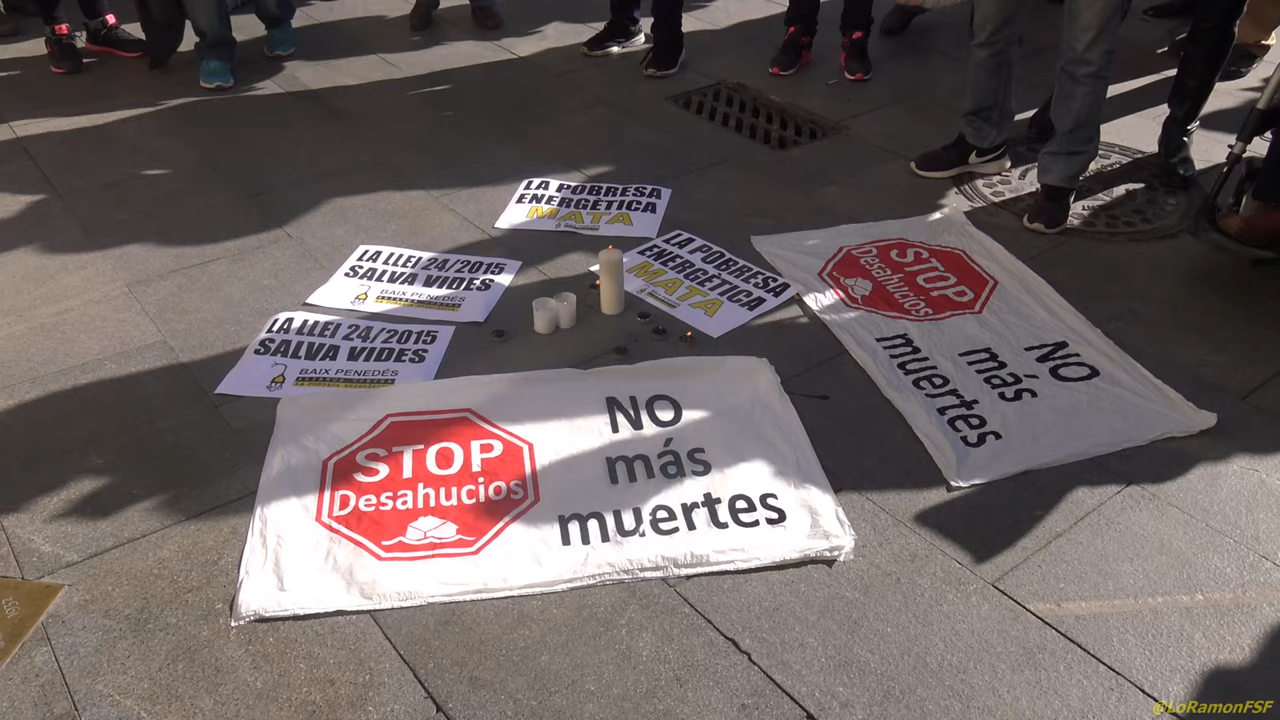 LA POBRESA
ENERGÈTICA
MATA
LA POBRESA
ENERGÈTICA
MATA
LA LLEI 24/2015
SALVA VIDES
BAIX PENEDÈS
LA LLEI 24/2015
SALVA VIDES
BAIX PENEDÈS
STOP
Desahucios
NO
más
muertes
STOP
Desahucios
NO
más
muertes
@LoRamonFSF